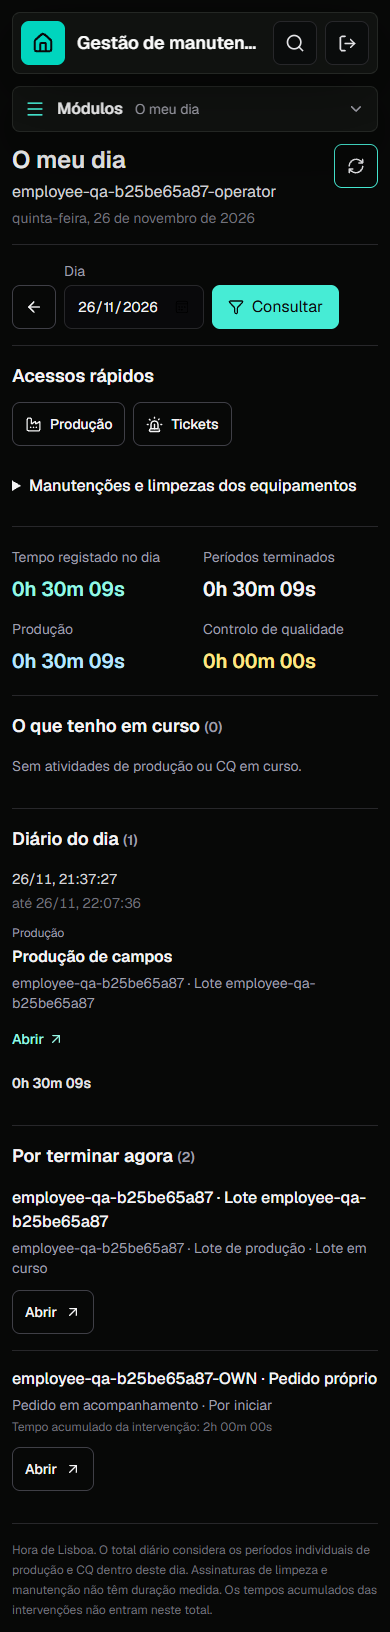 Gestão de manuten...
Módulos O meu dia
O meu dia
employee-qa-b25be65a87-operator
quinta-feira, 26 de novembro de 2026
Dia
26/11/2026
Consultar
Acessos rápidos
Produção
Tickets
Manutenções e limpezas dos equipamentos
Tempo registado no dia
0h 30m 09s
Períodos terminados
0h 30m 09s
Produção
0h 30m 09s
Controlo de qualidade
0h 00m 00s
O que tenho em curso (0)
Sem atividades de produção ou CQ em curso.
Diário do dia (1)
26/11, 21:37:27
até 26/11, 22:07:36
Produção
Produção de campos
employee-qa-b25be65a87 · Lote employee-qa-
b25be65a87
Abrir
0h 30m 09s
Por terminar agora (2)
employee-qa-b25be65a87 · Lote employee-qa-
b25be65a87
employee-qa-b25be65a87 · Lote de produção · Lote em
curso
Abrir
employee-qa-b25be65a87-OWN · Pedido próprio
Pedido em acompanhamento · Por iniciar
Tempo acumulado da intervenção: 2h 00m 00s
Abrir
Hora de Lisboa. O total diário considera os períodos individuais de
produção e CQ dentro deste dia. Assinaturas de limpeza e
manutenção não têm duração medida. Os tempos acumulados das
intervenções não entram neste total.